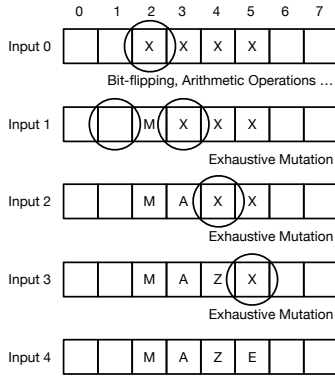 0 1 2 3 4 5 6 7
Input 0 X X X X
Bit-flipping, Arithmetic Operations ...
Input 1 M X X X
Exhaustive Mutation
Input 2 M A X X
Exhaustive Mutation
Input 3 M A Z X
Exhaustive Mutation
Input 4 M A Z E